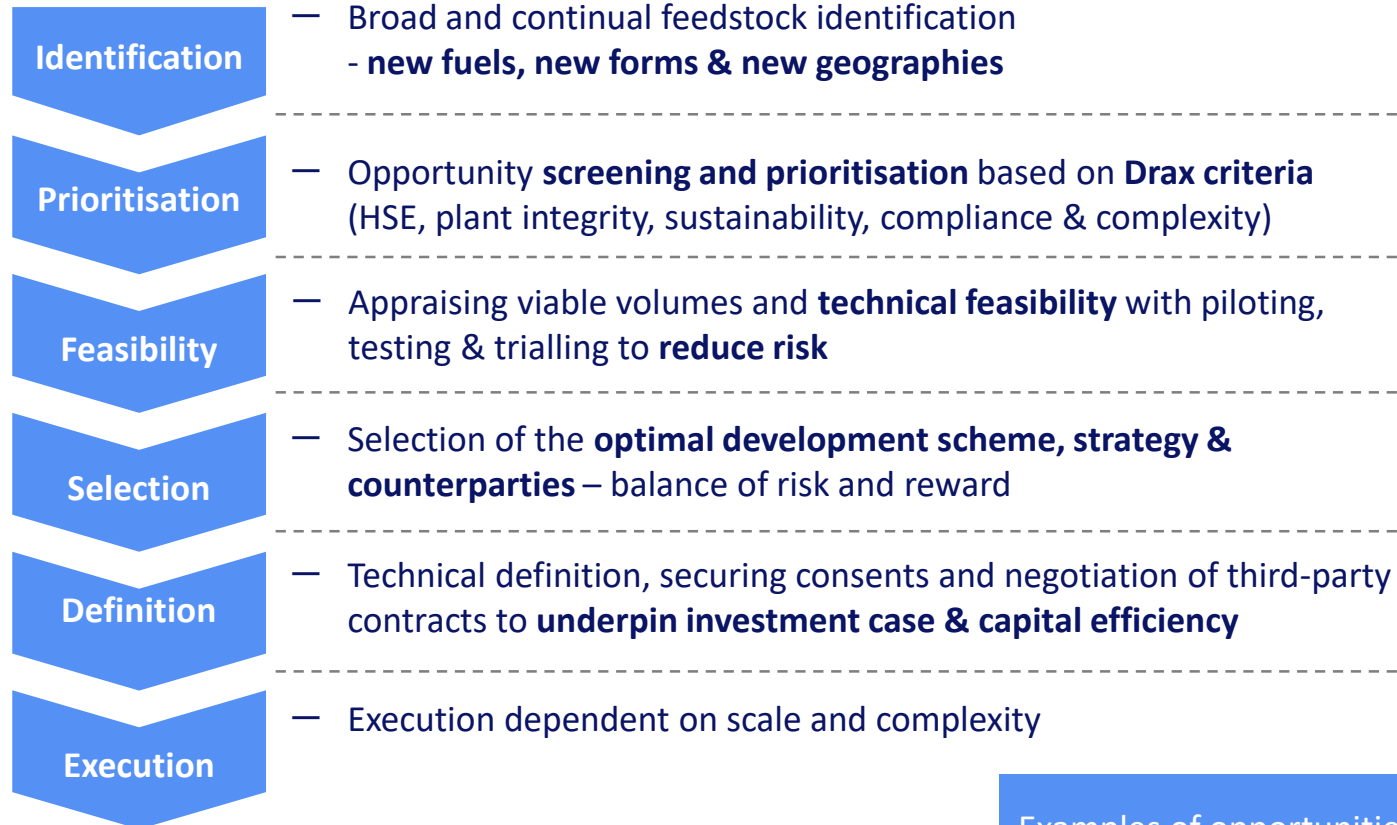 Identification
— Broad and continual feedstock identification
- new fuels, new forms & new geographies
Prioritisation
— Opportunity screening and prioritisation based on Drax criteria
(HSE, plant integrity, sustainability, compliance & complexity)
Feasibility
— Appraising viable volumes and technical feasibility with piloting,
testing & trialling to reduce risk
Selection
— Selection of the optimal development scheme, strategy &
counterparties – balance of risk and reward
Definition
— Technical definition, securing consents and negotiation of third-party
contracts to underpin investment case & capital efficiency
Execution
— Execution dependent on scale and complexity
Examples of opportunitie